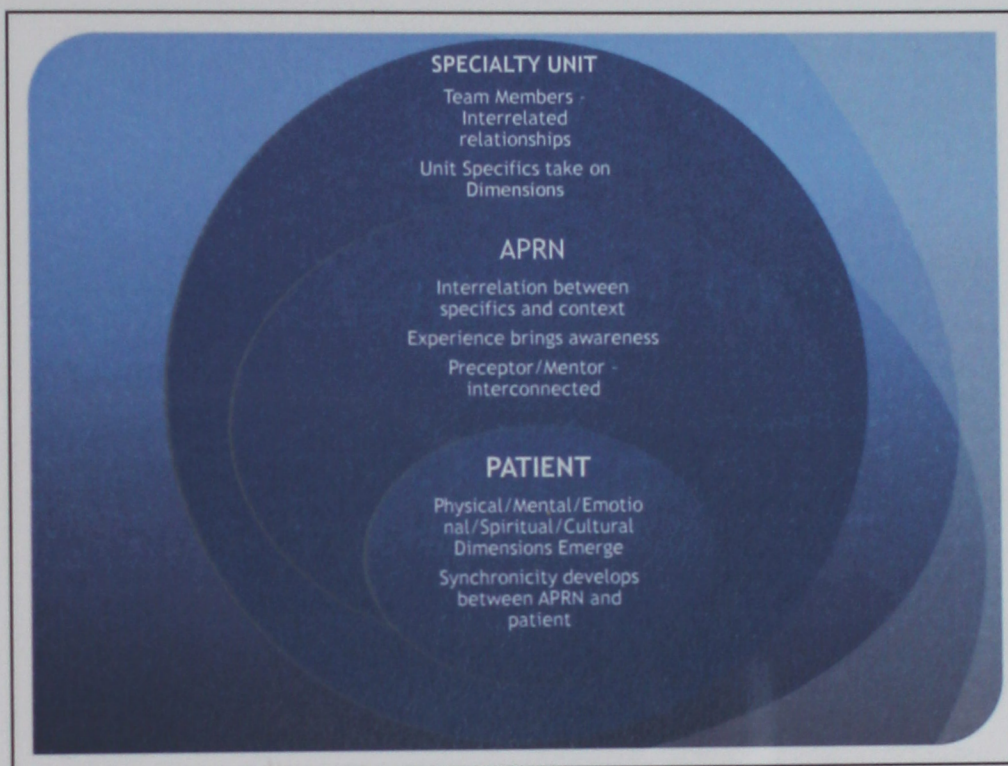 SPECIALTY UNIT
Team Members -
Interrelated
relationships
Unit Specifics take on
Dimensions
APRN
Interrelation between
specifics and context
Experience brings awareness
Preceptor/Mentor -
interconnected
PATIENT
Physical/Mental/Emotio
nal/Spiritual/Cultural
Dimensions Emerge
Synchronicity develops
between APRN and
patient